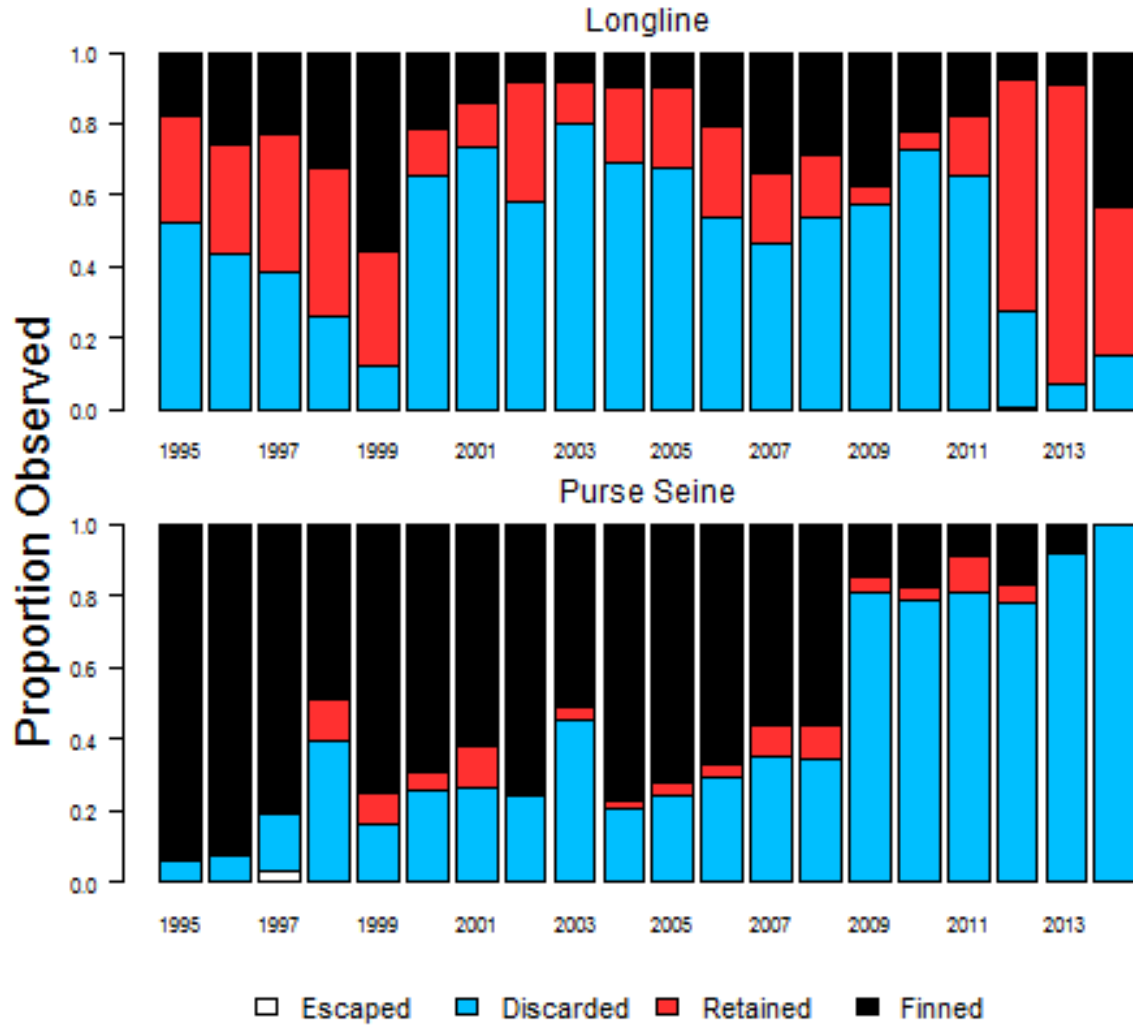 Longline
1.0
0.8
0.6
0.4
0.2
0.0
1995 1997 1999 2001 2003 2005 2007 2009 2011 2013
Proportion Observed
Purse Seine
1.0
0.8
0.6
0.4
0.2
0.0
1995 1997 1999 2001 2003 2005 2007 2009 2011 2013
Escaped Discarded Retained Finned